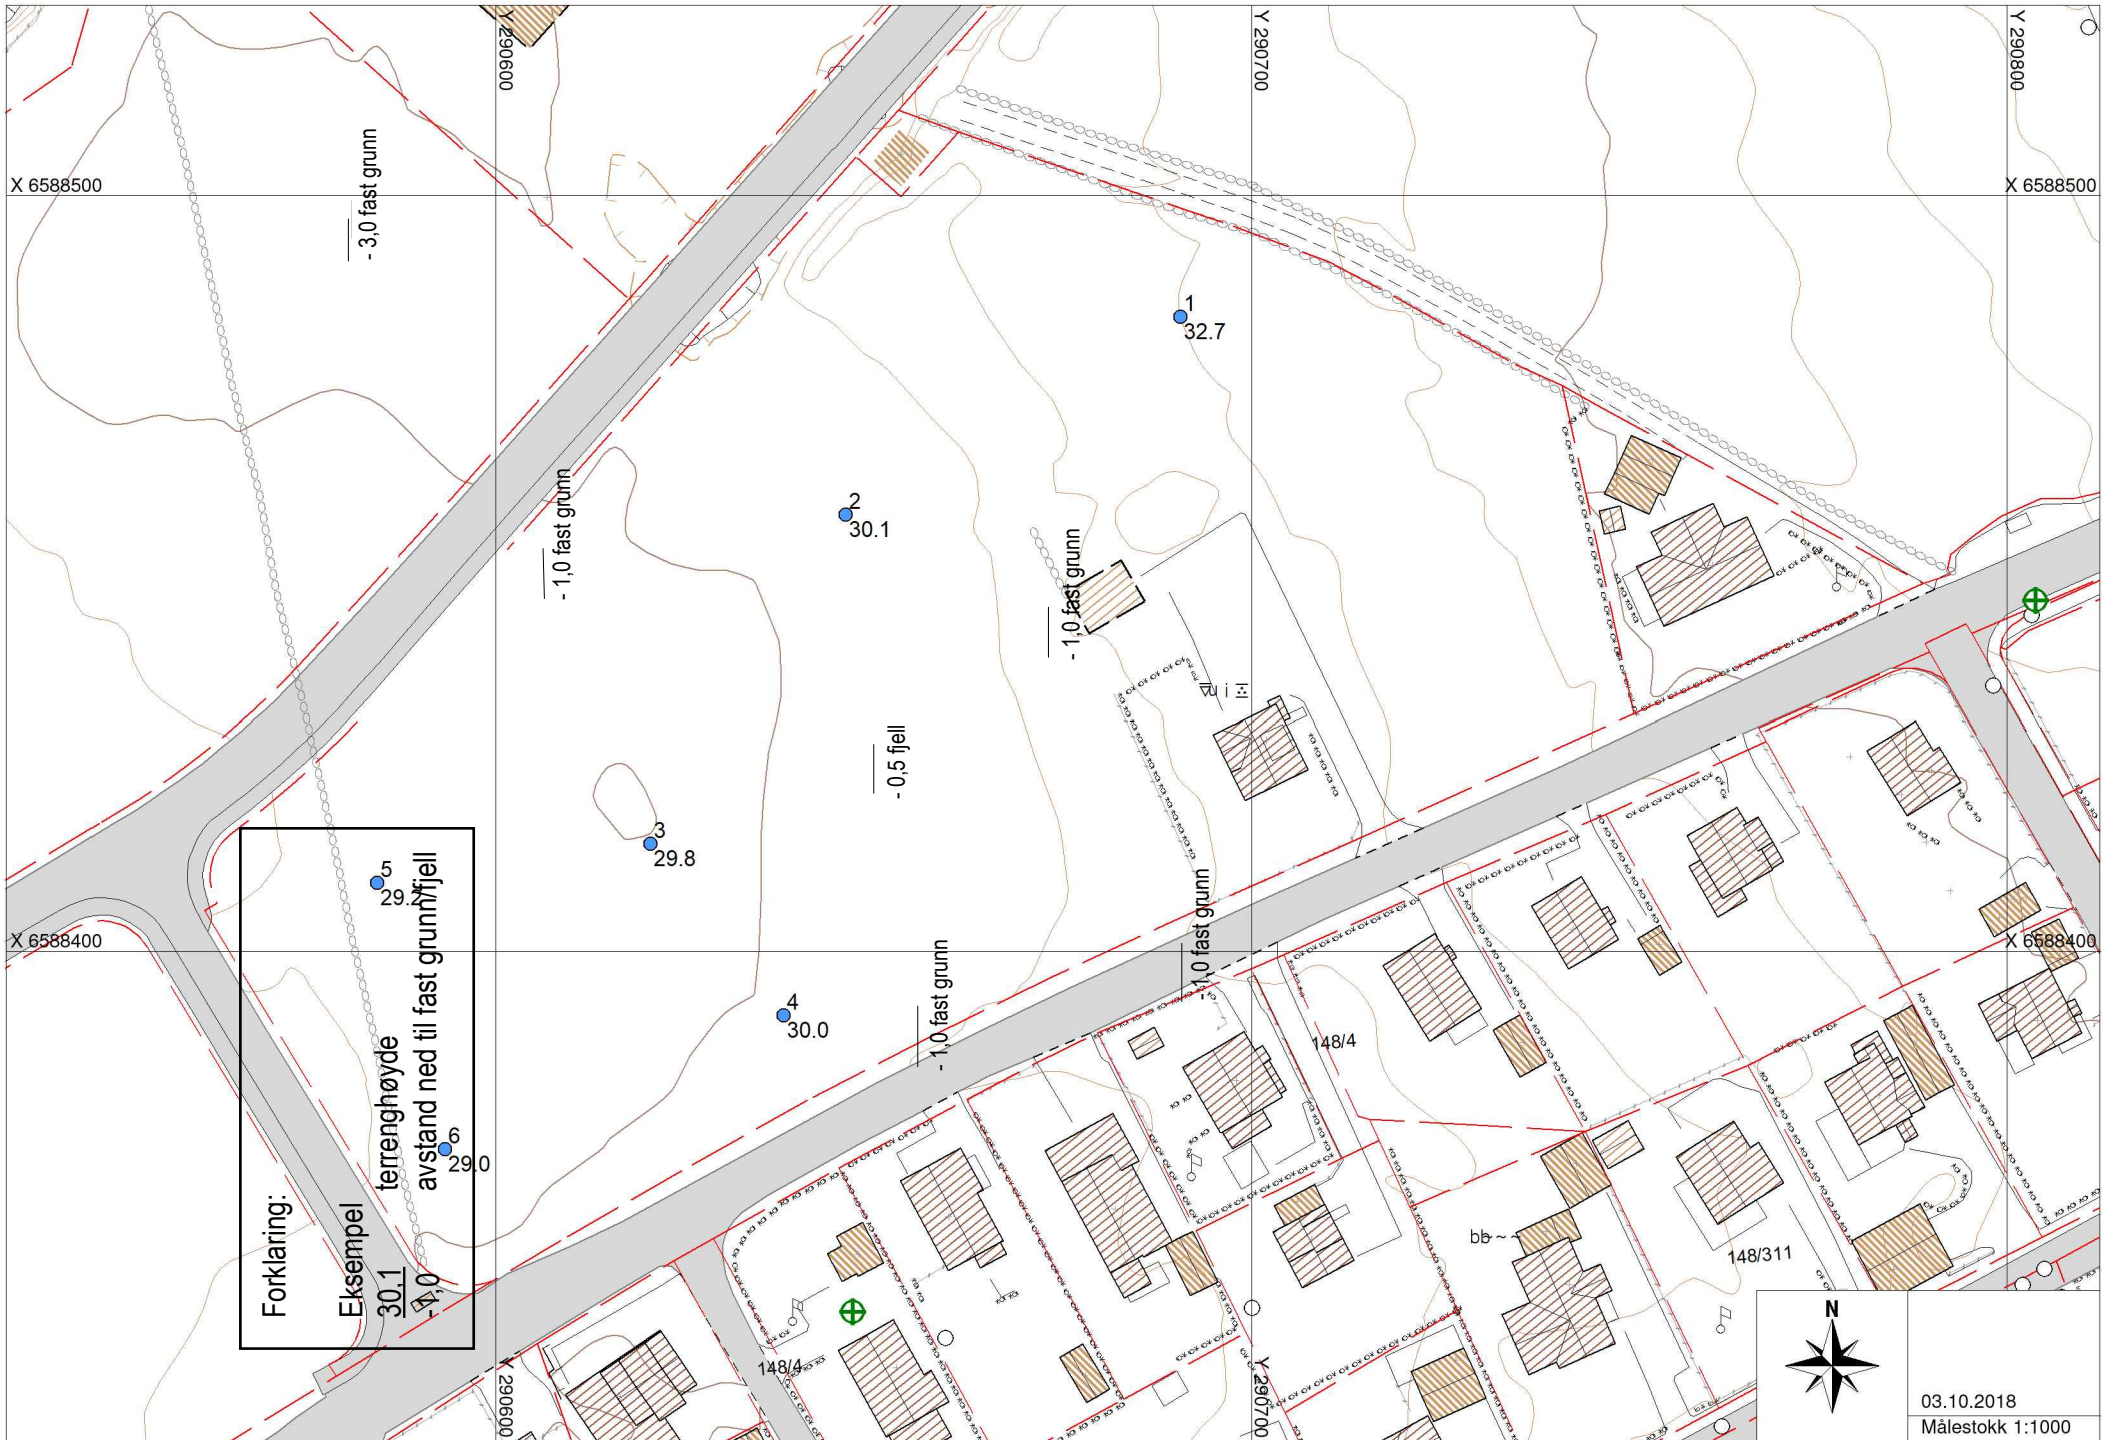 Y 290600
Y 290700
Y 290800
X 6588500
X 6588500
- 3,0 fast grunn
1
32.7
2
30.1
- 1,0 fast grunn
- 1,0 fast grunn
- 0,5 fjell
3
29.8
5
29.2
- 1,0 fast grunn
X 6588400
X 6588400
4
30.0
- 1,0 fast grunn
148/4
6
29.0
Forklaring:
Eksempel
30,1 terrenghøyde
-1,0 avstand ned til fast grunn/fjell
bb
148/311
148/4
Y 290600
Y 290700
N
03.10.2018
Målestokk 1:1000